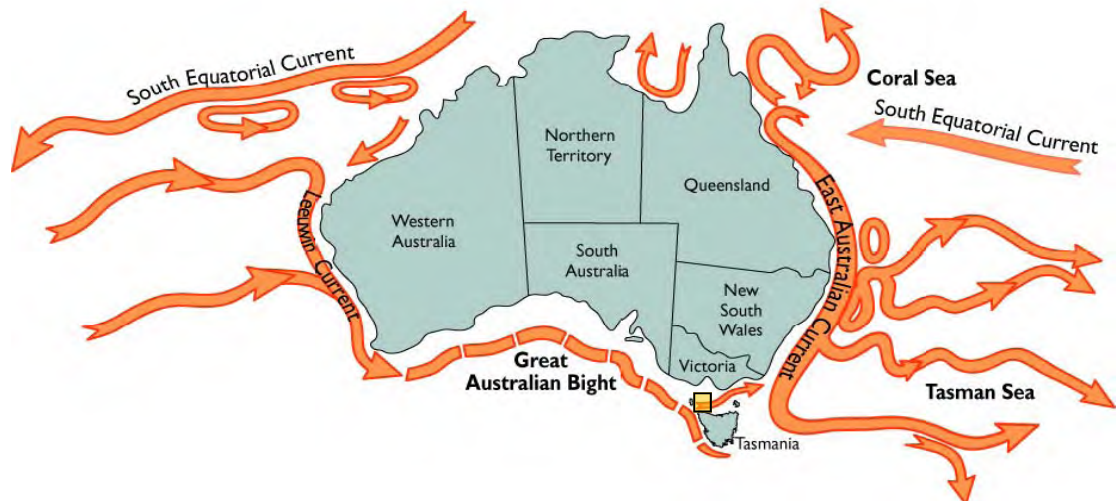 South Equatorial Current
Coral Sea
South Equatorial Current
Northern
Territory
Queensland
Western
Australia
South
Australia
New
South
Wales
Victoria
Tasmania
Leeuwin Current
East Australian Current
Great
Australian Bight
Tasman Sea